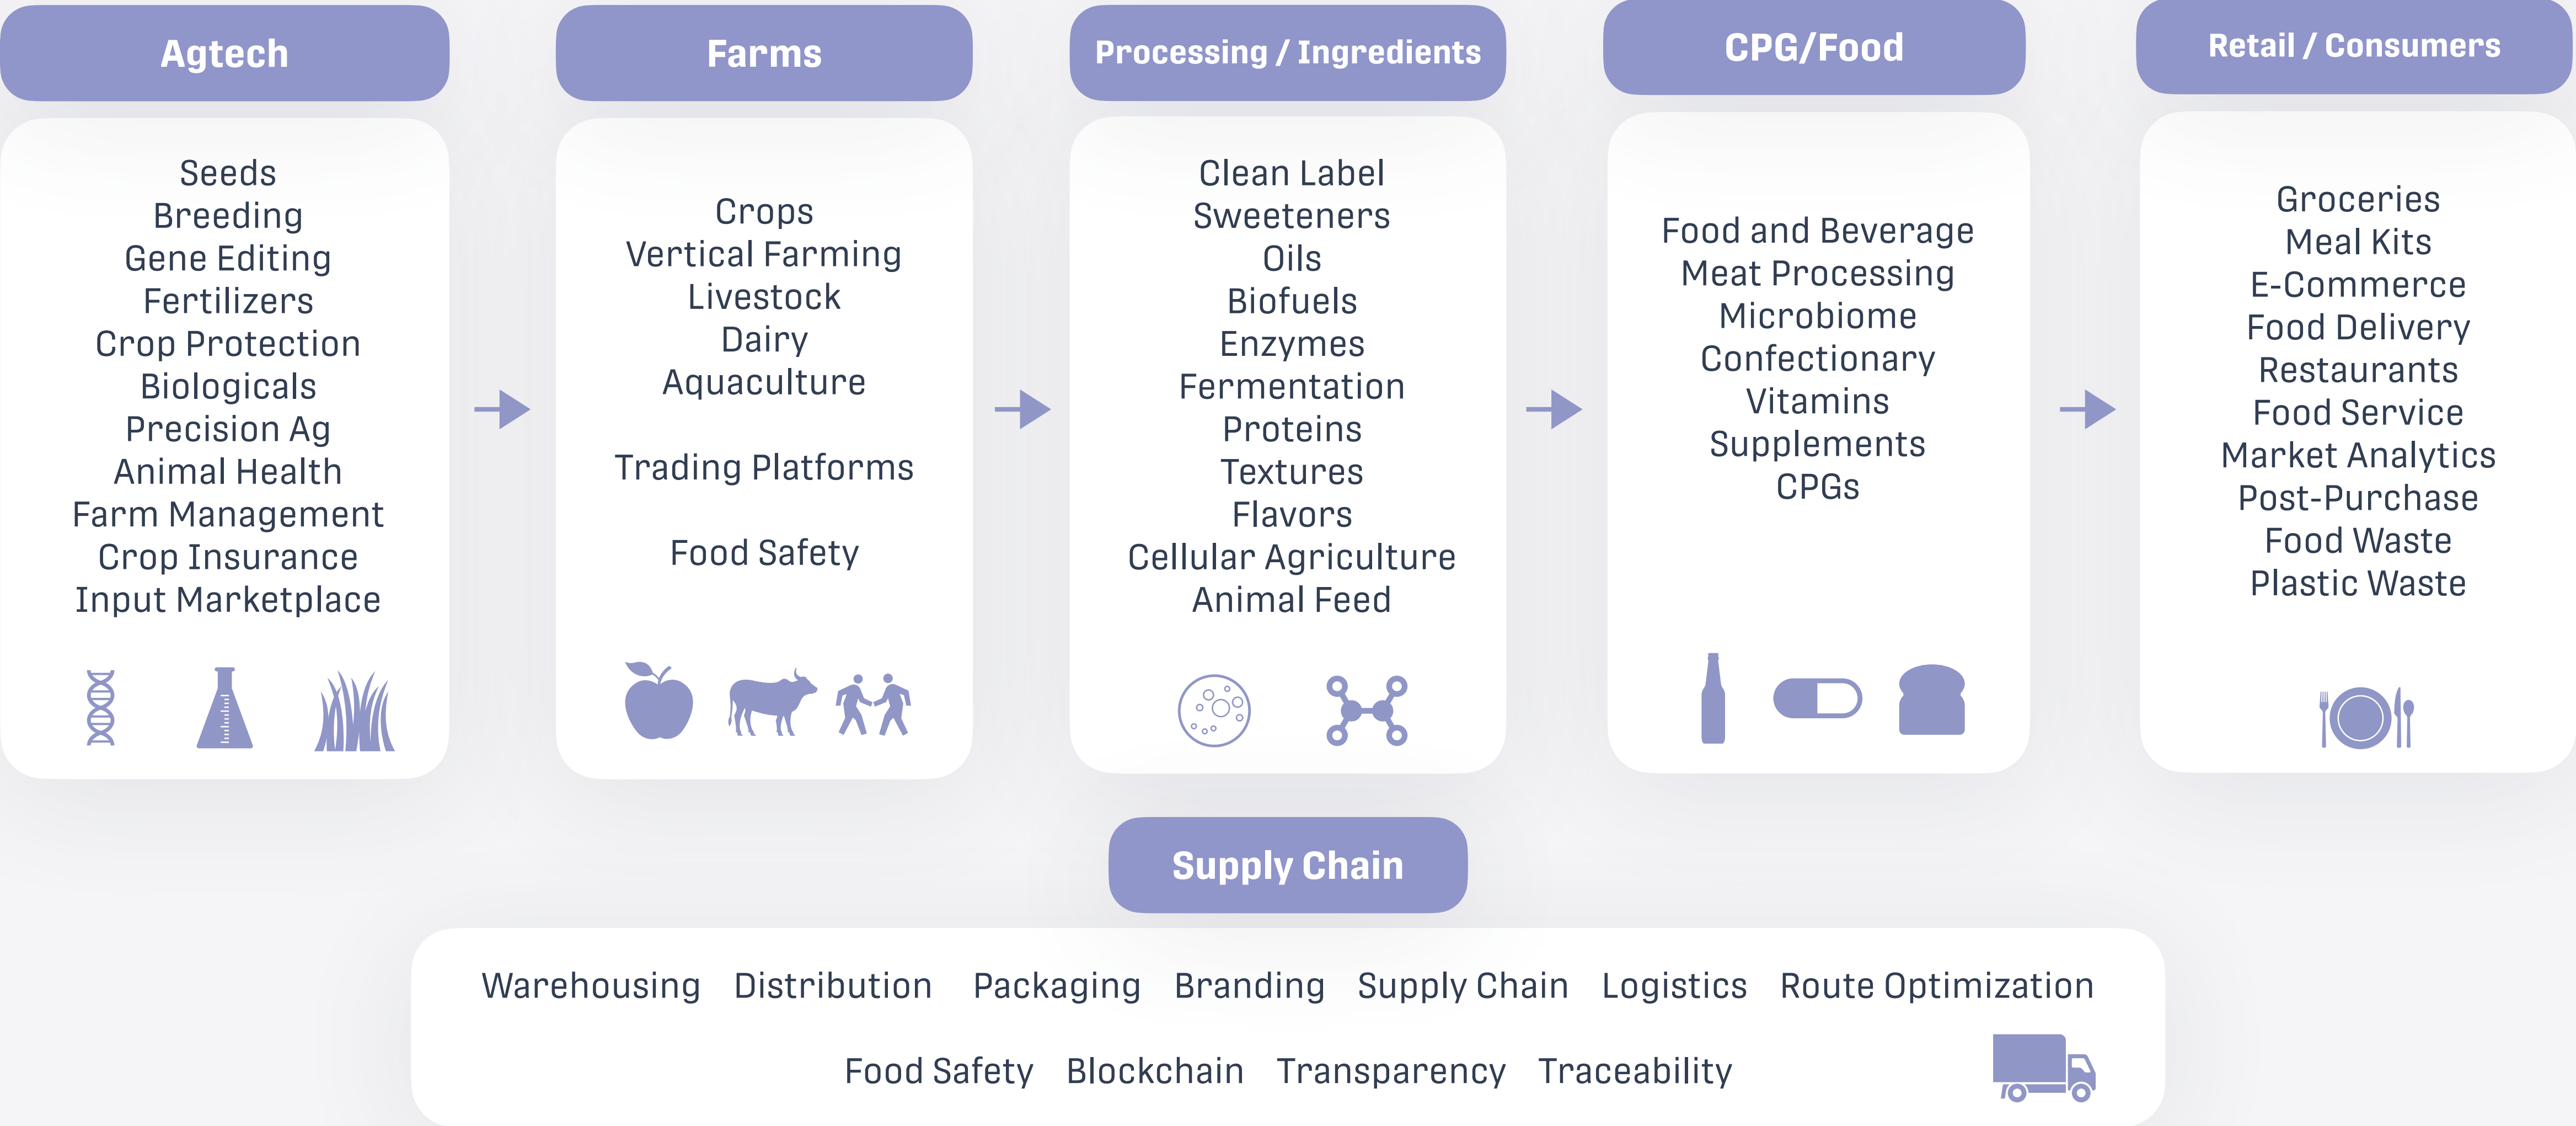 Agtech
Seeds
Breeding
Gene Editing
Fertilizers
Crop Protection
Biologicals
Precision Ag
Animal Health
Farm Management
Crop Insurance
Input Marketplace
Farms
Crops
Vertical Farming
Livestock
Dairy
Aquaculture
Trading Platforms
Food Safety
Processing / Ingredients
Clean Label
Sweeteners
Oils
Biofuels
Enzymes
Fermentation
Proteins
Textures
Flavors
Cellular Agriculture
Animal Feed
CPG/Food
Food and Beverage
Meat Processing
Microbiome
Confectionary
Vitamins
Supplements
CPGs
Retail / Consumers
Groceries
Meal Kits
E-Commerce
Food Delivery
Restaurants
Food Service
Market Analytics
Post-Purchase
Food Waste
Plastic Waste
Supply Chain
Warehousing Distribution Packaging Branding Supply Chain Logistics Route Optimization
Food Safety Blockchain Transparency Traceability